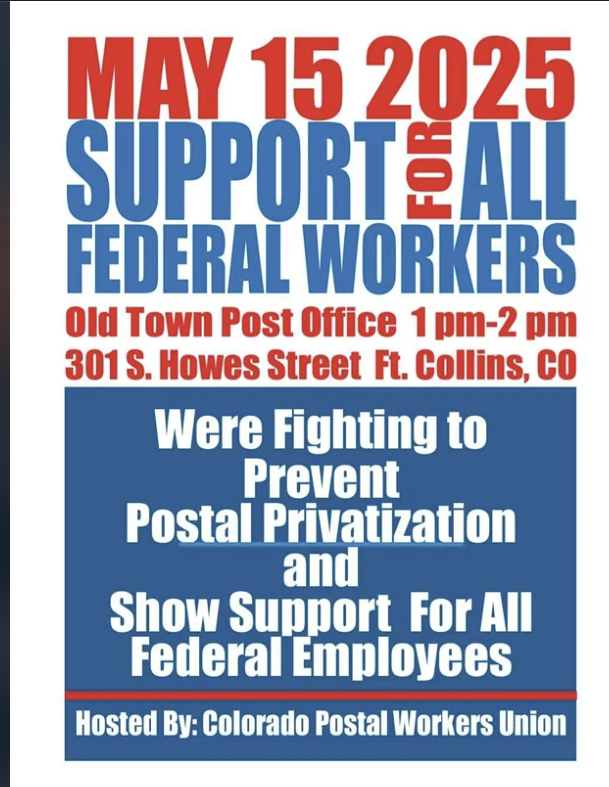 MAY 15 2025
SUPPORT FOR ALL
FEDERAL WORKERS
Old Town Post Office 1 pm-2 pm
301 S. Howes Street Ft. Collins, CO
Were Fighting to
Prevent
Postal Privatization
and
Show Support For All
Federal Employees
Hosted By: Colorado Postal Workers Union